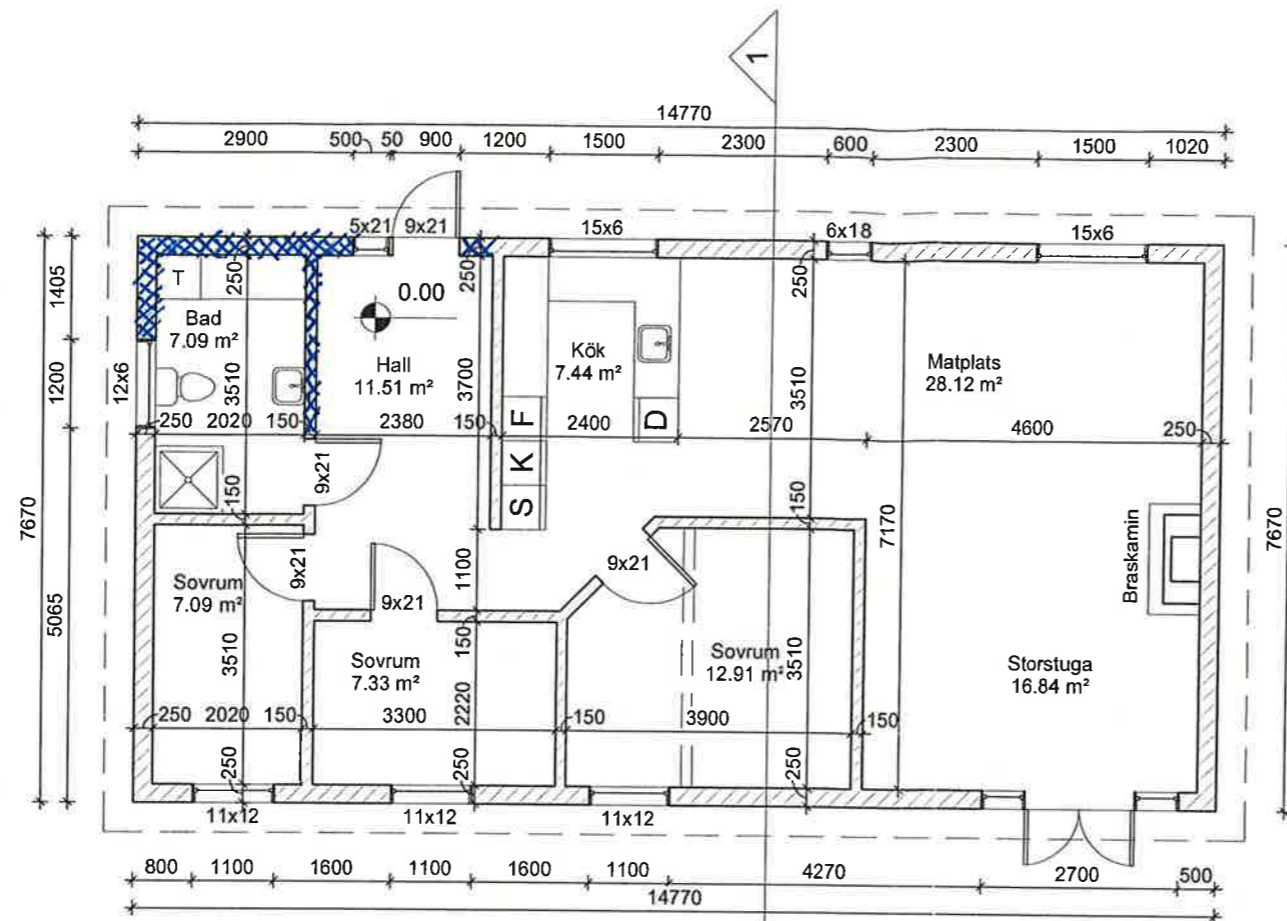 1
14770
2900 500 50 900 1200 1500 2300 600 2300 1500 1020
5x21 9x21 15x6 6x18 15x6
1405
1200
5065
7670
12x6
T
250
Bad
7.09 m²
3510
0.00
250
Hall
11.51 m²
3700
Kök
7.44 m²
250
3510
Matplats
28.12 m²
250 2020 150 2380 150 2400 2570 4600 250
F
K
S
D
9x21
150
150
7170
7670
9x21
1100
9x21
9x21
Braskamin
Sovrum
7.09 m²
3510
150
Sovrum
7.33 m²
2220
Sovrum
12.91 m²
3510
Storstuga
16.84 m²
250 2020 150 3300 150 3900 150
250 250 250
11x12 11x12 11x12
800 1100 1600 1100 1600 1100 4270 2700 500
14770